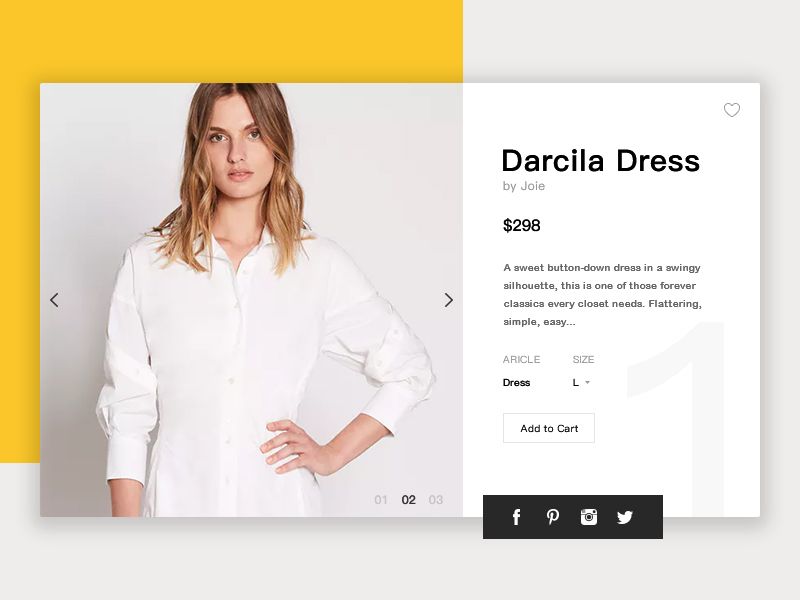 Darcila Dress
by Joie
$298
A sweet button-down dress in a swingy
silhouette, this is one of those forever
classics every closet needs. Flattering,
simple, easy...
ARICLE SIZE
Dress L
Add to Cart
01 02 03
1